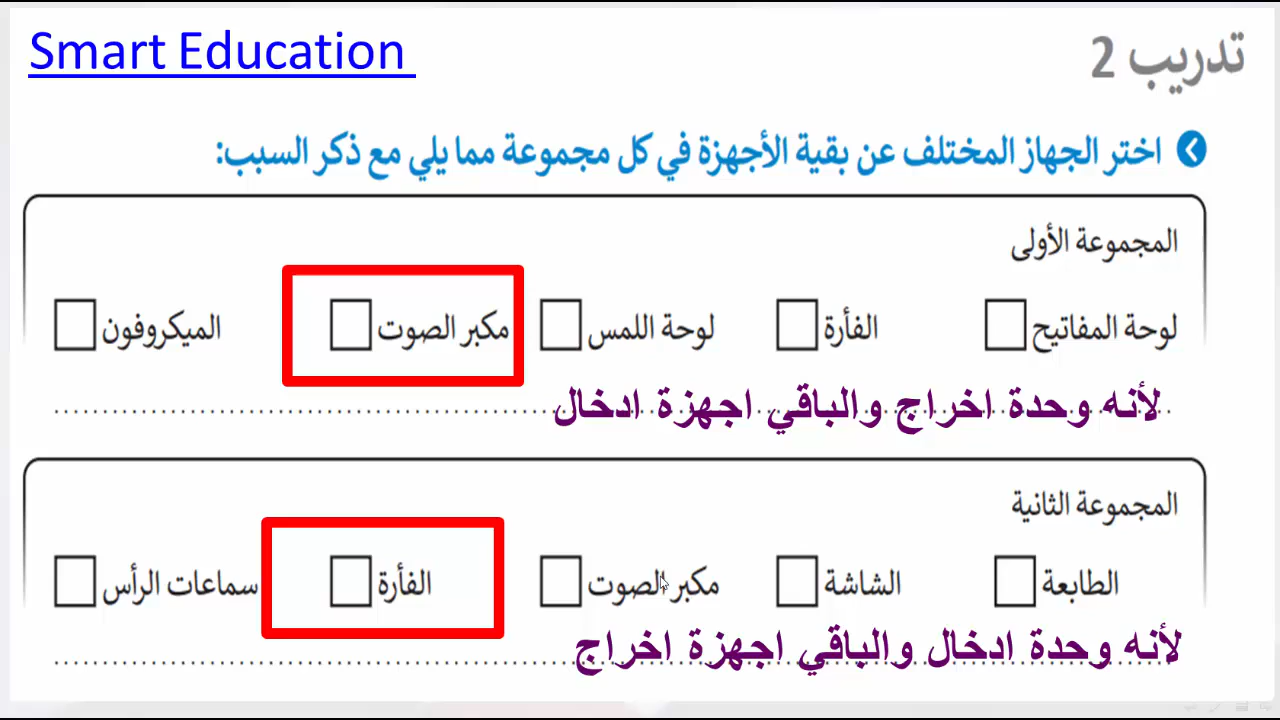 Smart Education
تدريب 2
اختر الجهاز المختلف عن بقية الأجهزة في كل مجموعة مما يلي مع ذكر السبب:
المجموعة الأولى
لوحة المفاتيح الفأرة لوحة اللمس مكبر الصوت الميكروفون
لأنه وحدة اخراج والباقي اجهزة ادخال
المجموعة الثانية
الطابعة الشاشة مكبر الصوت الفأرة سماعات الرأس
لأنه وحدة ادخال والباقي اجهزة اخراج